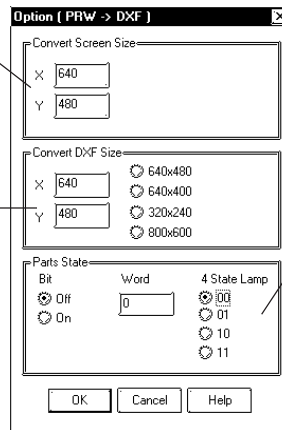 Option ( PRW -> DXF )
Convert Screen Size
X 640
Y 480
Convert DXF Size
X 640
Y 480
640x480
640x400
320x240
800x600
Parts State
Bit Word 4 State Lamp
Off 0 00
On 01
10
11
OK Cancel Help